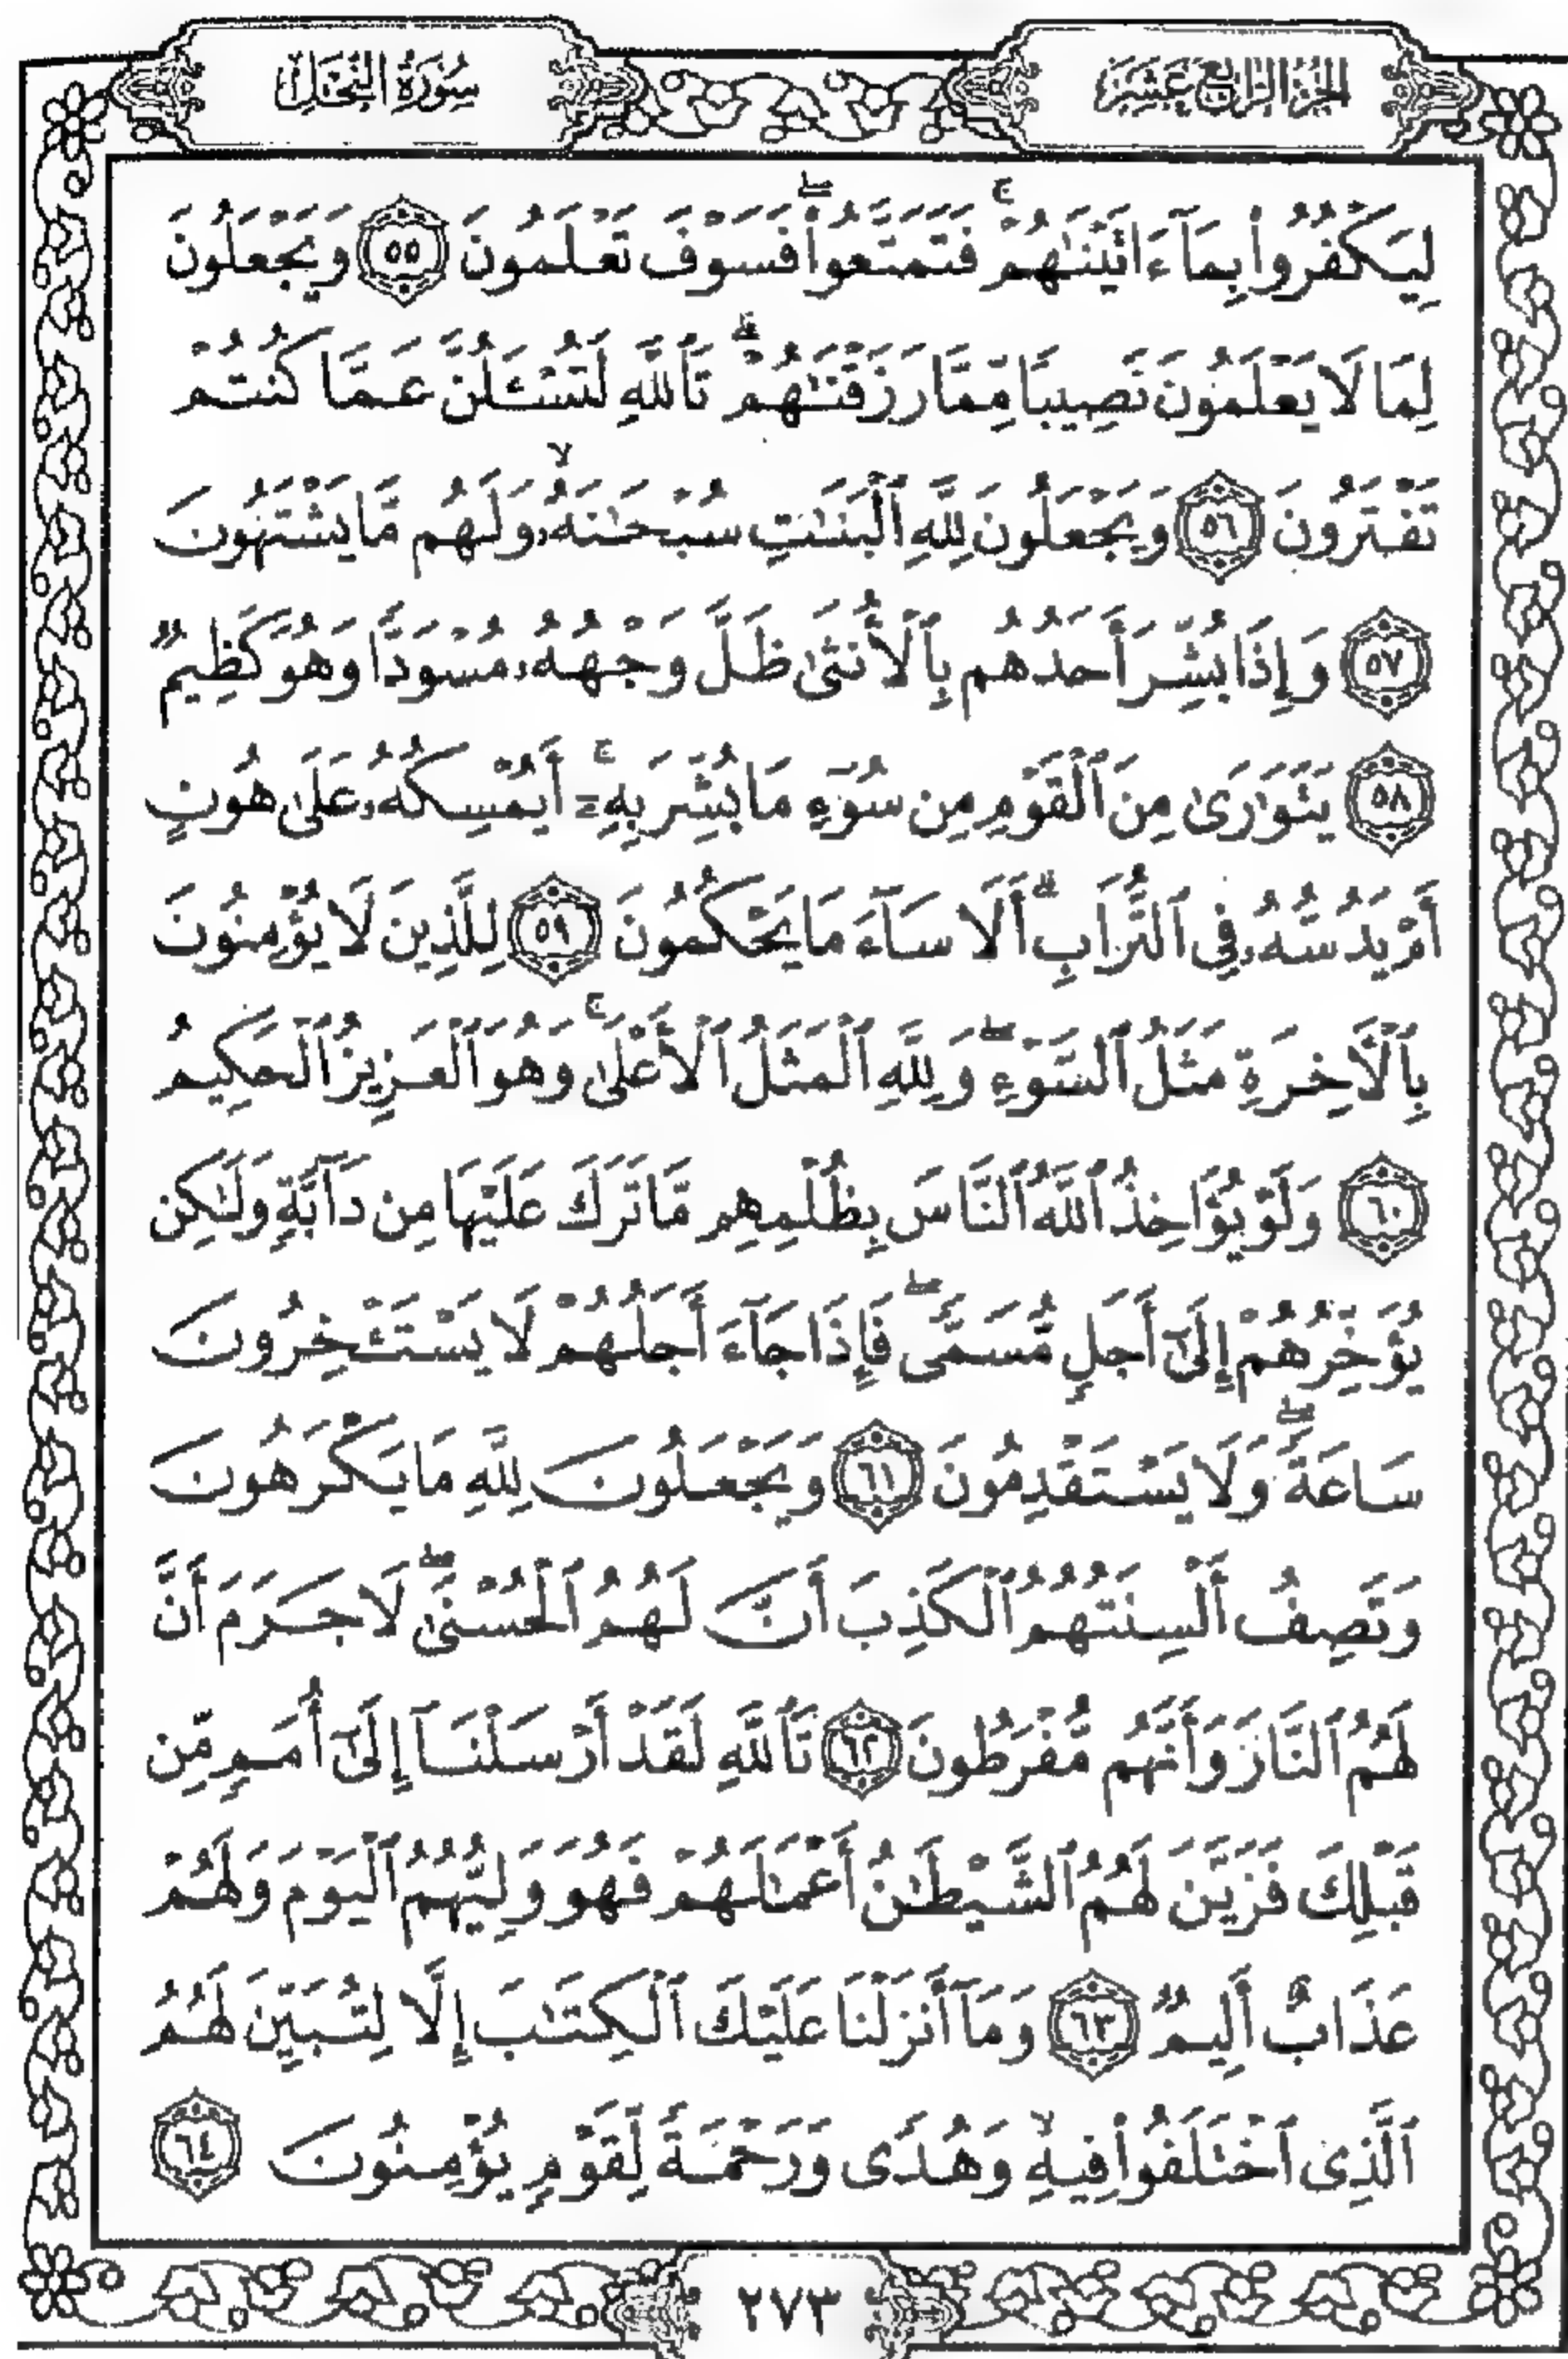 الجزء الرابع عشر
سورة النحل
لِيَكْفُرُوا۟ بِمَآ ءَاتَيْنَـٰهُمْ ۚ فَتَمَتَّعُوا۟ ۖ فَسَوْفَ تَعْلَمُونَ ٥٥ وَيَجْعَلُونَ
لِمَا لَا يَعْلَمُونَ نَصِيبًا مِّمَّا رَزَقْنَـٰهُمْ ۗ تَٱللَّهِ لَتُسْـَٔلُنَّ عَمَّا كُنتُمْ
تَفْتَرُونَ ٥٦ وَيَجْعَلُونَ لِلَّهِ ٱلْبَنَـٰتِ سُبْحَـٰنَهُۥ ۙ وَلَهُم مَّا يَشْتَهُونَ
٥٧ وَإِذَا بُشِّرَ أَحَدُهُم بِٱلْأُنثَىٰ ظَلَّ وَجْهُهُۥ مُسْوَدًّا وَهُوَ كَظِيمٌ
٥٨ يَتَوَٰرَىٰ مِنَ ٱلْقَوْمِ مِن سُوٓءِ مَا بُشِّرَ بِهِۦٓ ۚ أَيُمْسِكُهُۥ عَلَىٰ هُونٍ
أَمْ يَدُسُّهُۥ فِى ٱلتُّرَابِ ۗ أَلَا سَآءَ مَا يَحْكُمُونَ ٥٩ لِلَّذِينَ لَا يُؤْمِنُونَ
بِٱلْـَٔاخِرَةِ مَثَلُ ٱلسَّوْءِ ۖ وَلِلَّهِ ٱلْمَثَلُ ٱلْأَعْلَىٰ ۚ وَهُوَ ٱلْعَزِيزُ ٱلْحَكِيمُ
٦٠ وَلَوْ يُؤَاخِذُ ٱللَّهُ ٱلنَّاسَ بِظُلْمِهِم مَّا تَرَكَ عَلَيْهَا مِن دَآبَّةٍ وَلَـٰكِن
يُؤَخِّرُهُمْ إِلَىٰٓ أَجَلٍ مُّسَمًّى ۖ فَإِذَا جَآءَ أَجَلُهُمْ لَا يَسْتَـْٔخِرُونَ
سَاعَةً ۖ وَلَا يَسْتَقْدِمُونَ ٦١ وَيَجْعَلُونَ لِلَّهِ مَا يَكْرَهُونَ
وَتَصِفُ أَلْسِنَتُهُمُ ٱلْكَذِبَ أَنَّ لَهُمُ ٱلْحُسْنَىٰ ۖ لَا جَرَمَ أَنَّ
لَهُمُ ٱلنَّارَ وَأَنَّهُم مُّفْرَطُونَ ٦٢ تَٱللَّهِ لَقَدْ أَرْسَلْنَآ إِلَىٰٓ أُمَمٍ مِّن
قَبْلِكَ فَزَيَّنَ لَهُمُ ٱلشَّيْطَـٰنُ أَعْمَـٰلَهُمْ فَهُوَ وَلِيُّهُمُ ٱلْيَوْمَ وَلَهُمْ
عَذَابٌ أَلِيمٌ ٦٣ وَمَآ أَنزَلْنَا عَلَيْكَ ٱلْكِتَـٰبَ إِلَّا لِتُبَيِّنَ لَهُمُ
ٱلَّذِى ٱخْتَلَفُوا۟ فِيهِ ۙ وَهُدًى وَرَحْمَةً لِّقَوْمٍ يُؤْمِنُونَ ٦٤
٢٧٣